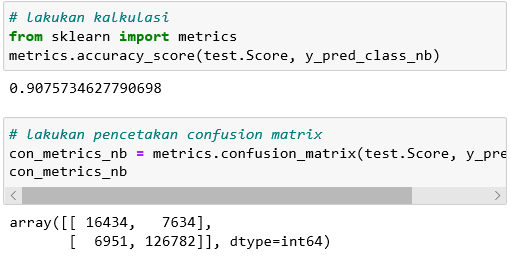 # lakukan kalkulasi
from sklearn import metrics
metrics.accuracy_score(test.Score, y_pred_class_nb)
0.9075734627790698
# lakukan pencetakan confusion matrix
con_metrics_nb = metrics.confusion_matrix(test.Score, y_pre
con_metrics_nb
array([[ 16434,   7634],
       [  6951, 126782]], dtype=int64)